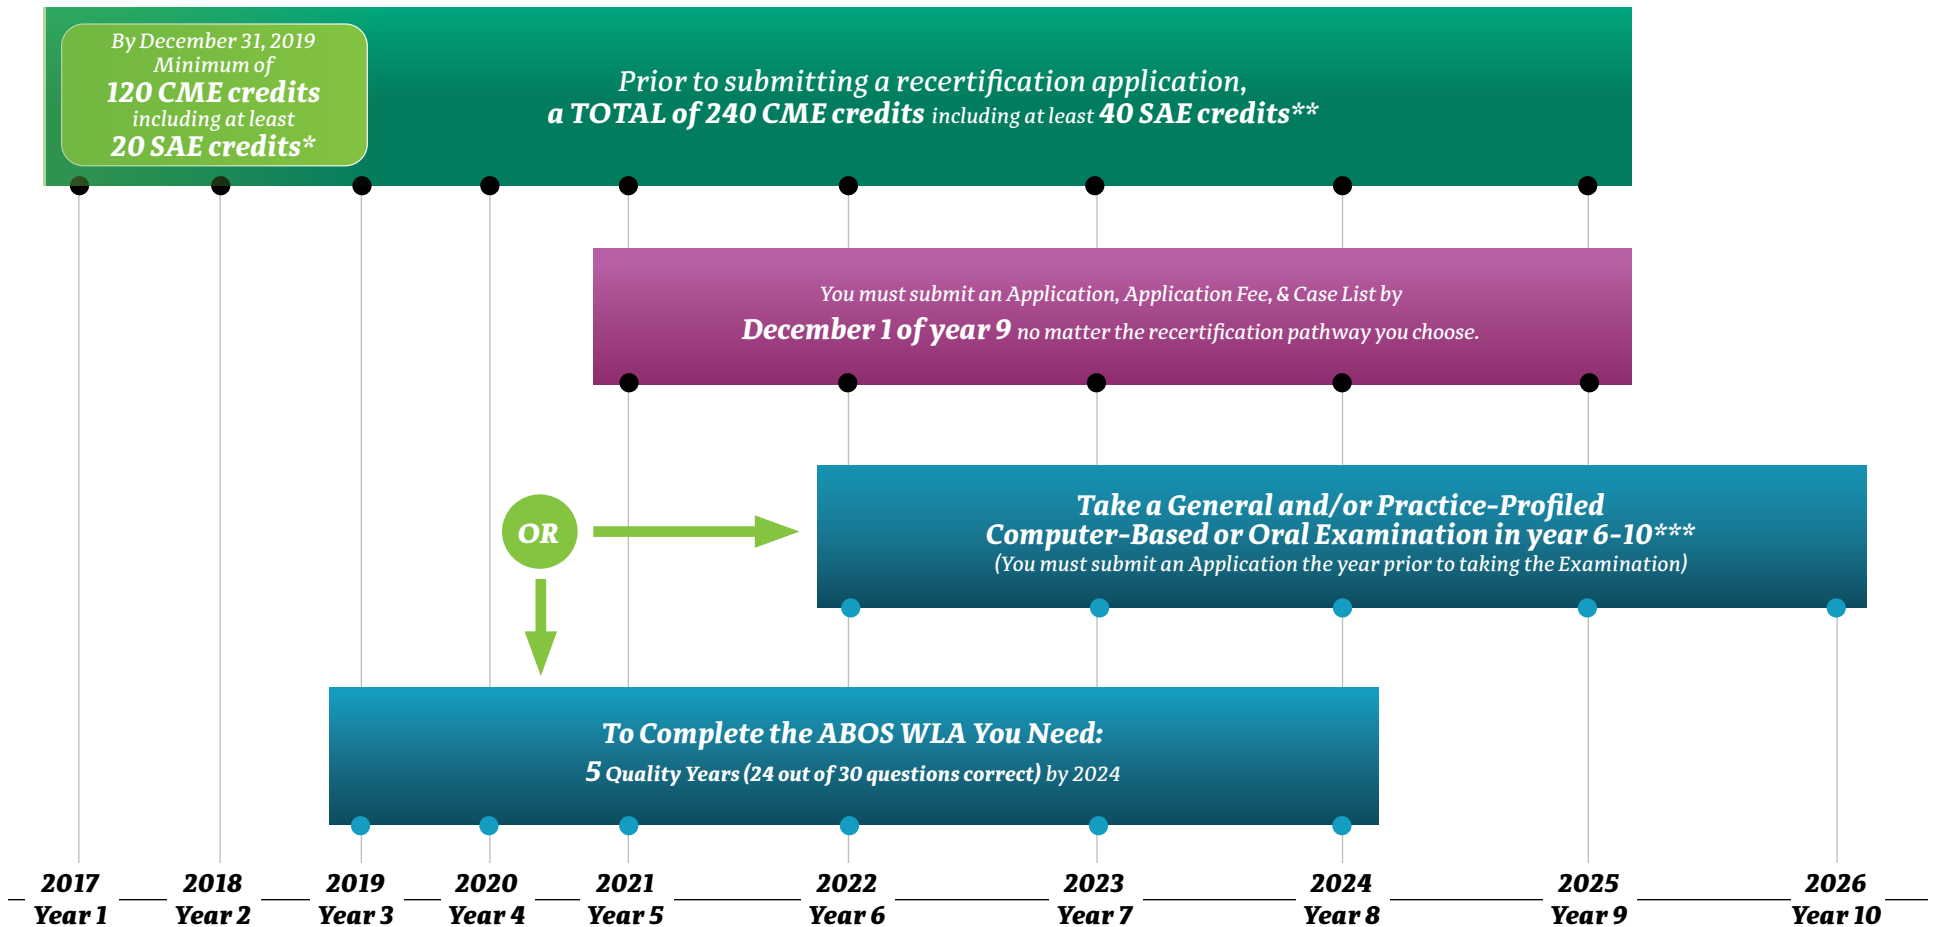 By December 31, 2019
Minimum of
120 CME credits
including at least
20 SAE credits*
Prior to submitting a recertification application,
a TOTAL of 240 CME credits including at least 40 SAE credits**
You must submit an Application, Application Fee, & Case List by
December 1 of year 9 no matter the recertification pathway you choose.
OR
Take a General and/or Practice-Profiled
Computer-Based or Oral Examination in year 6-10***
(You must submit an Application the year prior to taking the Examination)
To Complete the ABOS WLA You Need:
5 Quality Years (24 out of 30 questions correct) by 2024
2017 2018 2019 2020 2021 2022 2023 2024 2025 2026
Year 1 Year 2 Year 3 Year 4 Year 5 Year 6 Year 7 Year 8 Year 9 Year 10